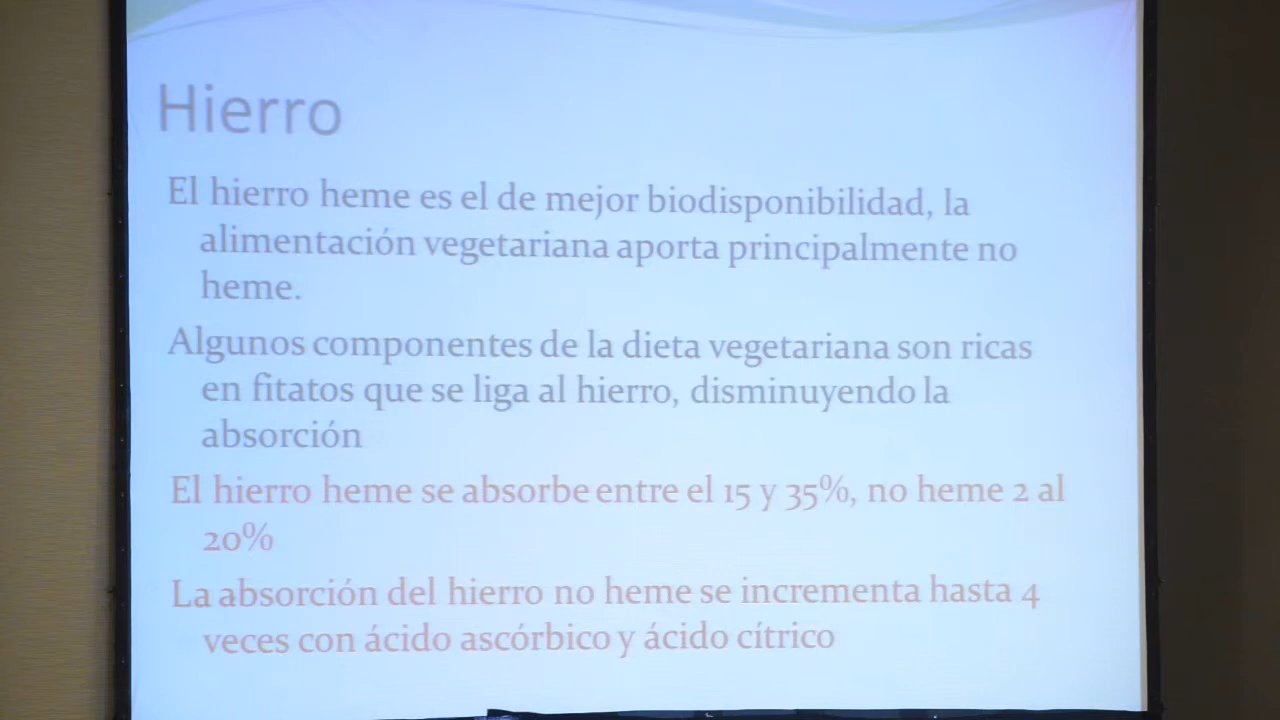 Hierro
El hierro heme es el de mejor biodisponibilidad, la
alimentación vegetariana aporta principalmente no
heme.
Algunos componentes de la dieta vegetariana son ricas
en fitatos que se liga al hierro, disminuyendo la
absorción
El hierro heme se absorbe entre el 15 y 35%, no heme 2 al
20%
La absorción del hierro no heme se incrementa hasta 4
veces con ácido ascórbico y ácido cítrico